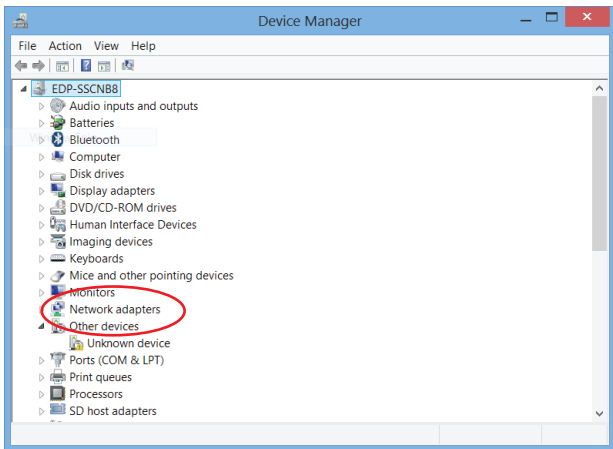 Device Manager
File Action View Help
EDP-SSCNB8
Audio inputs and outputs
Batteries
Bluetooth
Computer
Disk drives
Display adapters
DVD/CD-ROM drives
Human Interface Devices
Imaging devices
Keyboards
Mice and other pointing devices
Monitors
Network adapters
Other devices
Unknown device
Ports (COM & LPT)
Print queues
Processors
SD host adapters